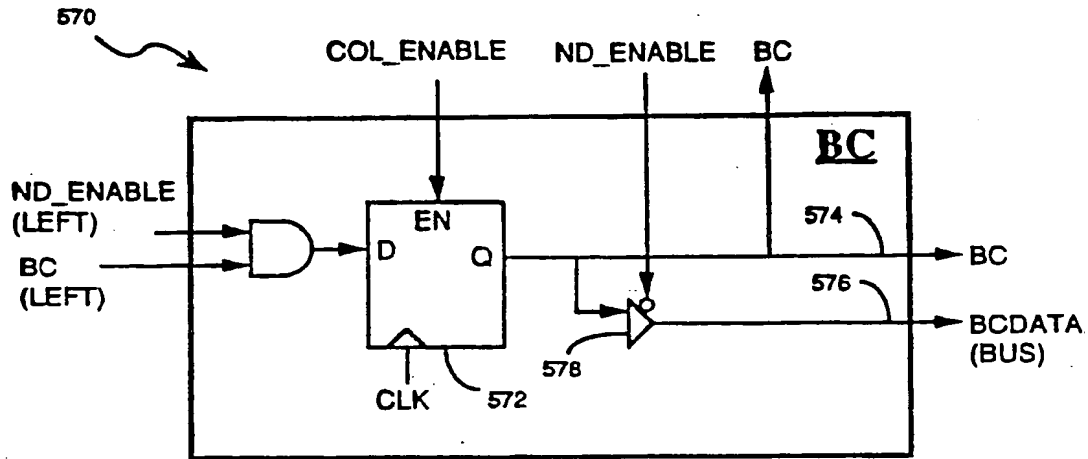 570
COL_ENABLE ND_ENABLE BC
BC
ND_ENABLE
(LEFT)
EN
574
D Q
BC
BC
(LEFT)
576
BCDATA
(BUS)
578
CLK
572